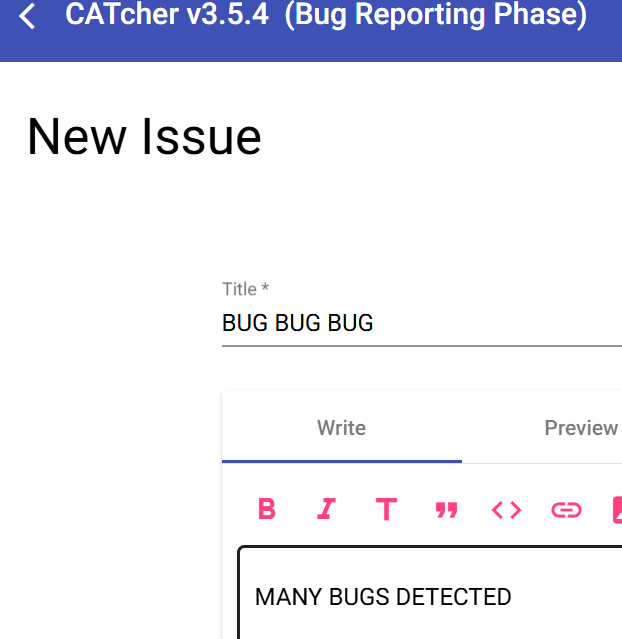 CATcher v3.5.4 (Bug Reporting Phase)
New Issue
Title *
BUG BUG BUG
Write Preview
B I T
MANY BUGS DETECTED